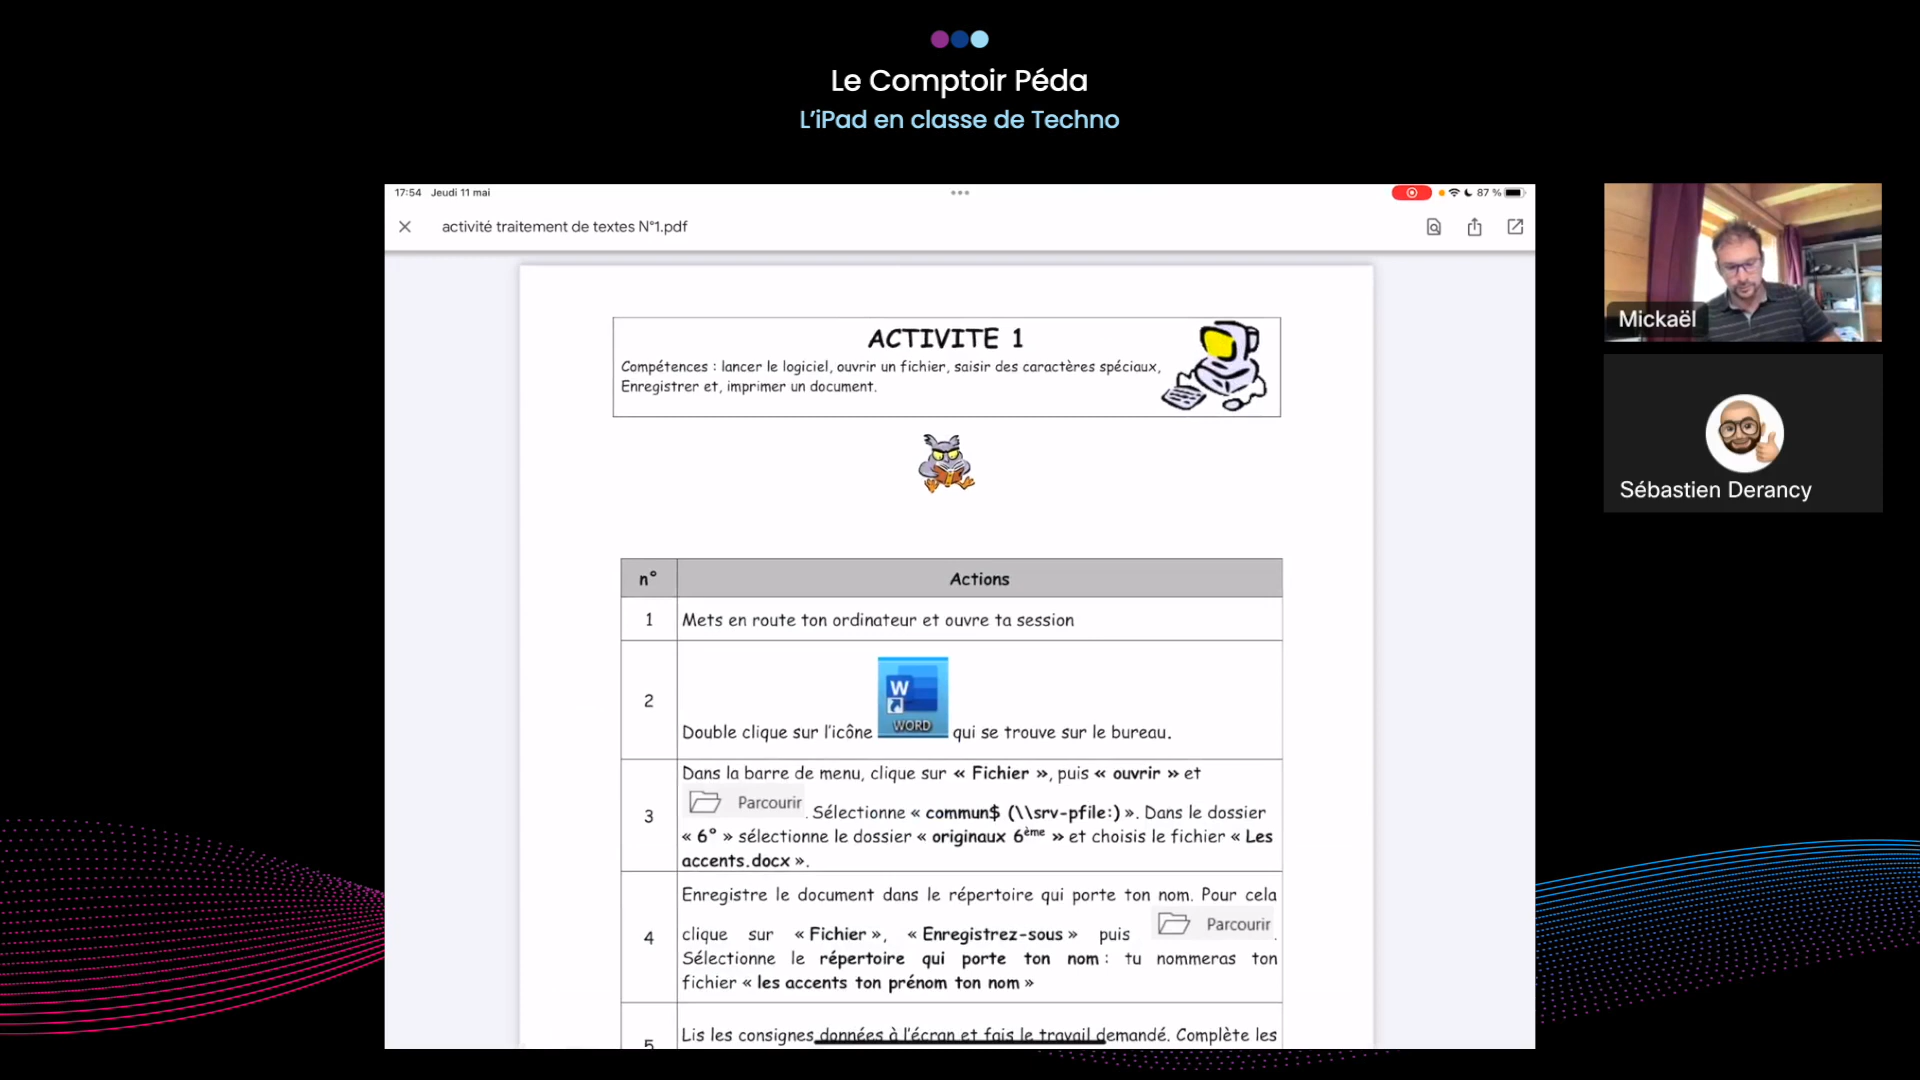 Le Comptoir Péda
L'iPad en classe de Techno
17:54 Jeudi 11 mai
87 %
activité traitement de textes N°1.pdf
ACTIVITE 1
Compétences : lancer le logiciel, ouvrir un fichier, saisir des caractères spéciaux,
Enregistrer et, imprimer un document.
n° Actions
1 Mets en route ton ordinateur et ouvre ta session
2 Double clique sur l'icône W WORD qui se trouve sur le bureau.
3 Dans la barre de menu, clique sur « Fichier », puis « ouvrir » et
Parcourir . Sélectionne « commun$ (\\srv-pfile:) ». Dans le dossier
« 6° » sélectionne le dossier « originaux 6ème » et choisis le fichier « Les
accents.docx ».
4 Enregistre le document dans le répertoire qui porte ton nom. Pour cela
clique sur « Fichier », « Enregistrez-sous » puis Parcourir .
Sélectionne le répertoire qui porte ton nom : tu nommeras ton
fichier « les accents ton prénom ton nom »
5 Lis les consignes données à l'écran et fais le travail demandé. Complète les
Mickaël
Sébastien Derancy